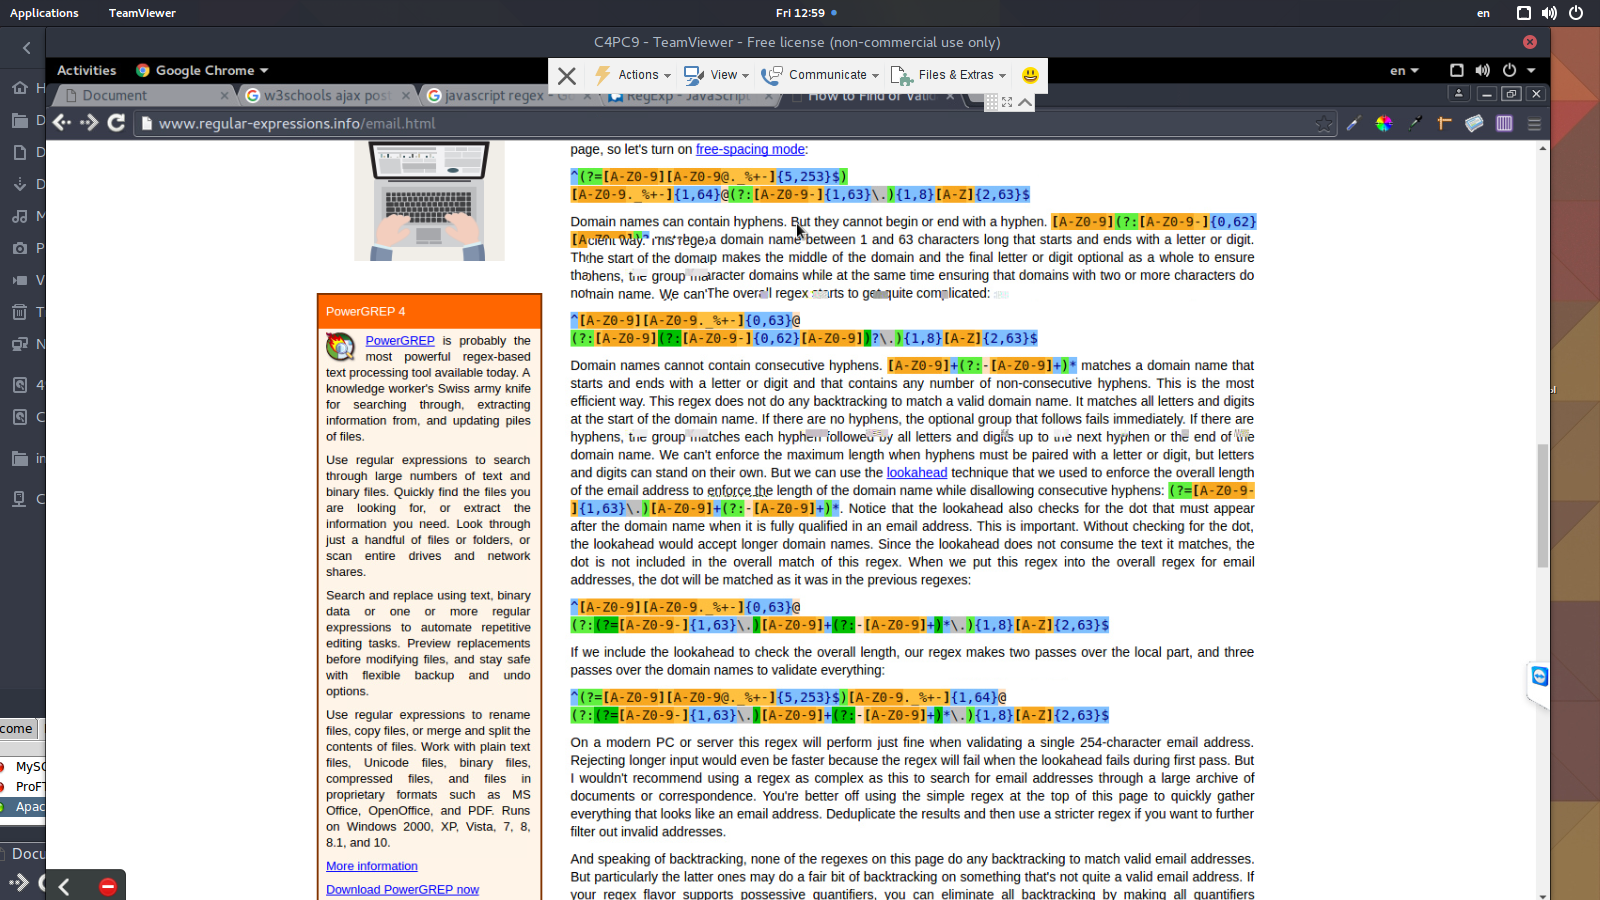 Applications TeamViewer Fri 12:59 en
C4PC9 - TeamViewer - Free license (non-commercial use only)
Activities Google Chrome en
Actions View Communicate Files & Extras
Document w3schools ajax post javascript regex - G RegExp - JavaScript How to Find or Valid
www.regular-expressions.info/email.html
page, so let's turn on free-spacing mode:
^(?=[A-Z0-9][A-Z0-9@._%+-]{5,253}$)
[A-Z0-9._%+-]{1,64}@(?:[A-Z0-9-]{1,63}\.){1,8}[A-Z]{2,63}$
Domain names can contain hyphens. But they cannot begin or end with a hyphen. [A-Z0-9](?:[A-Z0-9-]{0,62}
a domain name between 1 and 63 characters long that starts and ends with a letter or digit.
makes the middle of the domain and the final letter or digit optional as a whole to ensure
domains while at the same time ensuring that domains with two or more characters do
The overall regex starts to get quite complicated:
^[A-Z0-9][A-Z0-9._%+-]{0,63}@
(?:[A-Z0-9](?:[A-Z0-9-]{0,62}[A-Z0-9])?\.){1,8}[A-Z]{2,63}$
Domain names cannot contain consecutive hyphens. [A-Z0-9]+(?:-[A-Z0-9]+)* matches a domain name that
starts and ends with a letter or digit and that contains any number of non-consecutive hyphens. This is the most
efficient way. This regex does not do any backtracking to match a valid domain name. It matches all letters and digits
at the start of the domain name. If there are no hyphens, the optional group that follows fails immediately. If there are
hyphens, the group matches each hyphen followed by all letters and digits up to the next hyphen or the end of the
domain name. We can't enforce the maximum length when hyphens must be paired with a letter or digit, but letters
and digits can stand on their own. But we can use the lookahead technique that we used to enforce the overall length
of the email address to enforce the length of the domain name while disallowing consecutive hyphens: (?=[A-Z0-9-
]{1,63}\.)[A-Z0-9]+(?:-[A-Z0-9]+)*. Notice that the lookahead also checks for the dot that must appear
after the domain name when it is fully qualified in an email address. This is important. Without checking for the dot,
the lookahead would accept longer domain names. Since the lookahead does not consume the text it matches, the
dot is not included in the overall match of this regex. When we put this regex into the overall regex for email
addresses, the dot will be matched as it was in the previous regexes:
^[A-Z0-9][A-Z0-9._%+-]{0,63}@
(?:(?=[A-Z0-9-]{1,63}\.)[A-Z0-9]+(?:-[A-Z0-9]+)*\.){1,8}[A-Z]{2,63}$
If we include the lookahead to check the overall length, our regex makes two passes over the local part, and three
passes over the domain names to validate everything:
^(?=[A-Z0-9][A-Z0-9@._%+-]{5,253}$)[A-Z0-9._%+-]{1,64}@
(?:(?=[A-Z0-9-]{1,63}\.)[A-Z0-9]+(?:-[A-Z0-9]+)*\.){1,8}[A-Z]{2,63}$
On a modern PC or server this regex will perform just fine when validating a single 254-character email address.
Rejecting longer input would even be faster because the regex will fail when the lookahead fails during first pass. But
I wouldn't recommend using a regex as complex as this to search for email addresses through a large archive of
documents or correspondence. You're better off using the simple regex at the top of this page to quickly gather
everything that looks like an email address. Deduplicate the results and then use a stricter regex if you want to further
filter out invalid addresses.
And speaking of backtracking, none of the regexes on this page do any backtracking to match valid email addresses.
But particularly the latter ones may do a fair bit of backtracking on something that's not quite a valid email address. If
your regex flavor supports possessive quantifiers, you can eliminate all backtracking by making all quantifiers
PowerGREP 4
PowerGREP is probably the
most powerful regex-based
text processing tool available today. A
knowledge worker's Swiss army knife
for searching through, extracting
information from, and updating piles
of files.
Use regular expressions to search
through large numbers of text and
binary files. Quickly find the files you
are looking for, or extract the
information you need. Look through
just a handful of files or folders, or
scan entire drives and network
shares.
Search and replace using text, binary
data or one or more regular
expressions to automate repetitive
editing tasks. Preview replacements
before modifying files, and stay safe
with flexible backup and undo
options.
Use regular expressions to rename
files, copy files, or merge and split the
contents of files. Work with plain text
files, Unicode files, binary files,
compressed files, and files in
proprietary formats such as MS
Office, OpenOffice, and PDF. Runs
on Windows 2000, XP, Vista, 7, 8,
8.1, and 10.
More information
Download PowerGREP now
come
MySQ
ProFT
Apac
Docu